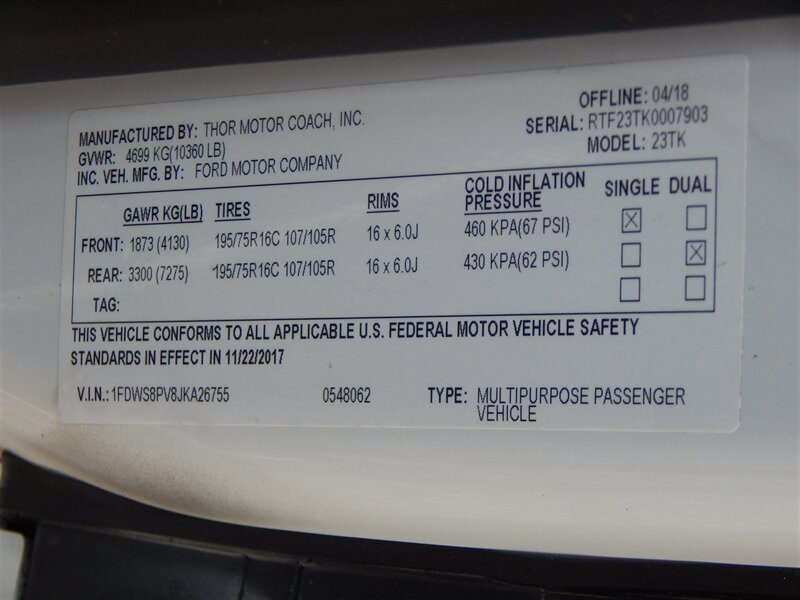 OFFLINE: 04/18
MANUFACTURED BY: THOR MOTOR COACH, INC. SERIAL: RTF23TK0007903
GVWR: 4699 KG(10360 LB) MODEL: 23TK
INC. VEH. MFG. BY: FORD MOTOR COMPANY
GAWR KG(LB) TIRES RIMS COLD INFLATION PRESSURE SINGLE DUAL
FRONT: 1873 (4130) 195/75R16C 107/105R 16 x 6.0J 460 KPA(67 PSI) ☒ ☐
REAR: 3300 (7275) 195/75R16C 107/105R 16 x 6.0J 430 KPA(62 PSI) ☐ ☒
TAG: ☐ ☐
THIS VEHICLE CONFORMS TO ALL APPLICABLE U.S. FEDERAL MOTOR VEHICLE SAFETY
STANDARDS IN EFFECT IN 11/22/2017
V.I.N.: 1FDWS8PV8JKA26755 0548062 TYPE: MULTIPURPOSE PASSENGER
VEHICLE